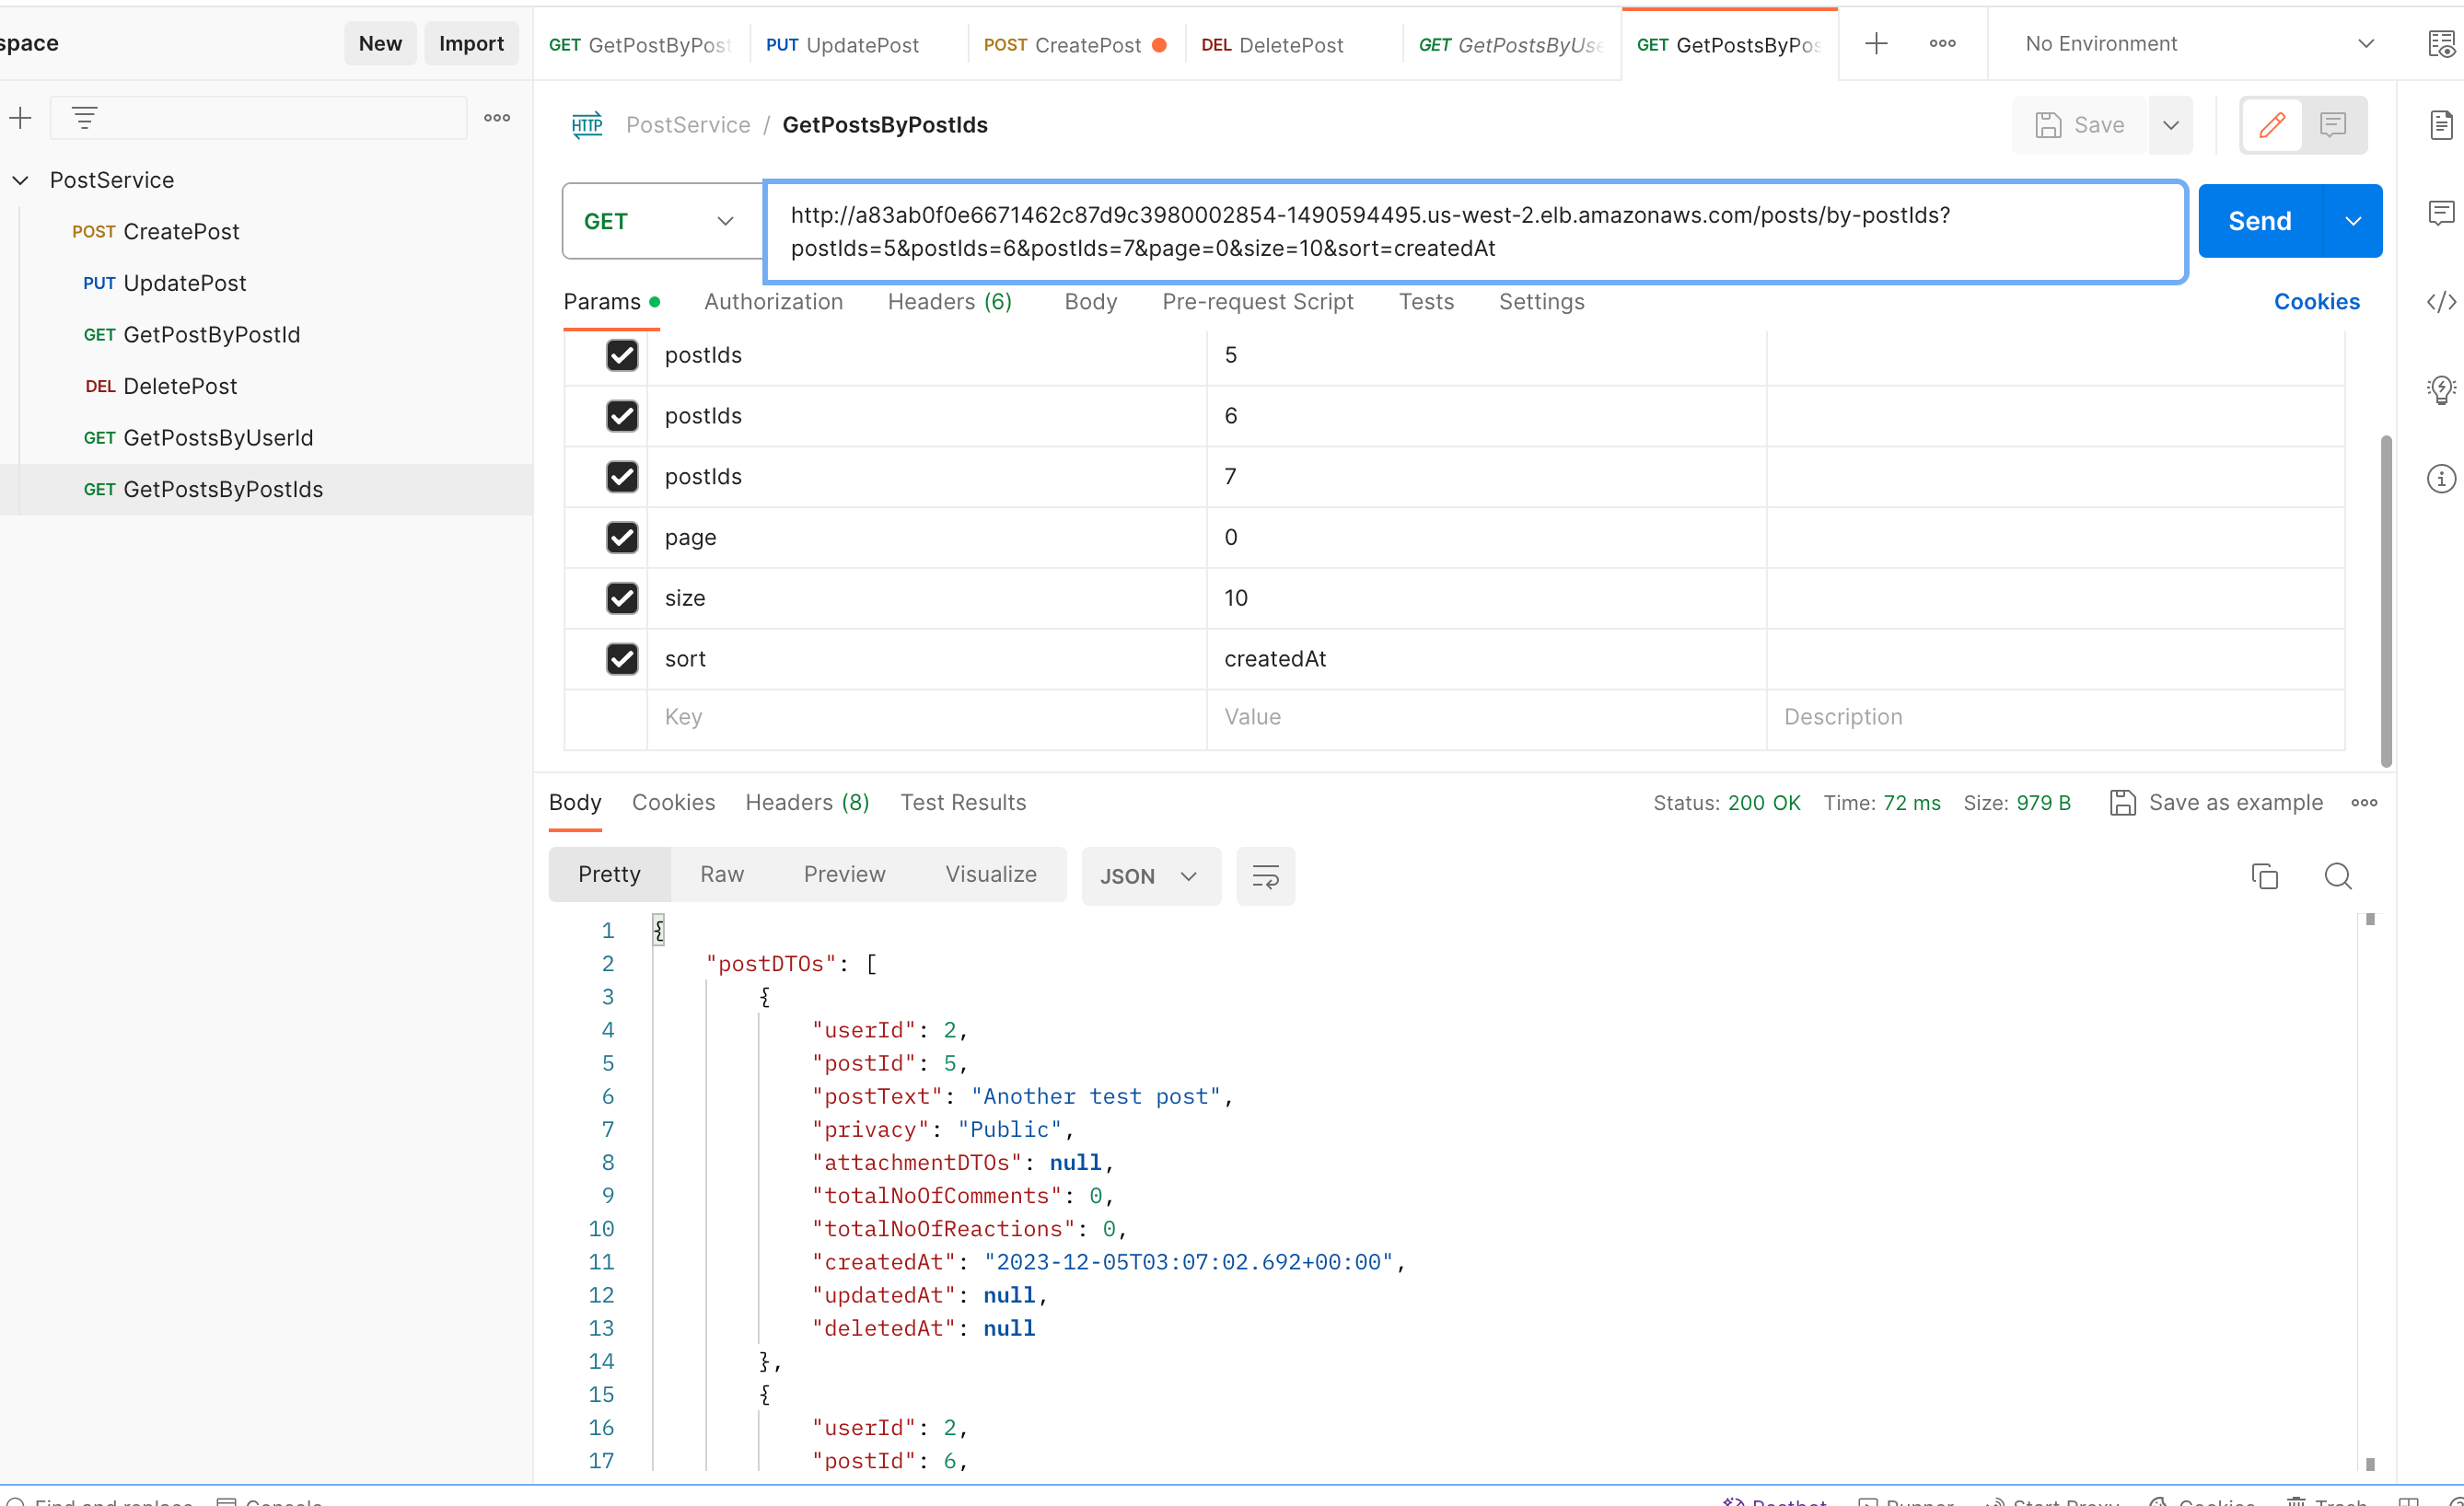 space
New
Import
GET GetPostByPost
PUT UpdatePost
POST CreatePost
DEL DeletePost
GET GetPostsByUse
GET GetPostsByPos
No Environment
PostService
POST CreatePost
PUT UpdatePost
GET GetPostByPostId
DEL DeletePost
GET GetPostsByUserId
GET GetPostsByPostIds
HTTP PostService / GetPostsByPostIds
Save
GET
http://a83ab0f0e6671462c87d9c3980002854-1490594495.us-west-2.elb.amazonaws.com/posts/by-postIds?
postIds=5&postIds=6&postIds=7&page=0&size=10&sort=createdAt
Send
Params Authorization Headers (6) Body Pre-request Script Tests Settings Cookies
postIds 5
postIds 6
postIds 7
page 0
size 10
sort createdAt
Key Value Description
Body Cookies Headers (8) Test Results Status: 200 OK Time: 72 ms Size: 979 B Save as example
Pretty Raw Preview Visualize JSON
1 {
2 "postDTOs": [
3 {
4 "userId": 2,
5 "postId": 5,
6 "postText": "Another test post",
7 "privacy": "Public",
8 "attachmentDTOs": null,
9 "totalNoOfComments": 0,
10 "totalNoOfReactions": 0,
11 "createdAt": "2023-12-05T03:07:02.692+00:00",
12 "updatedAt": null,
13 "deletedAt": null
14 },
15 {
16 "userId": 2,
17 "postId": 6,
Find and replace Console Postbot Runner Start Proxy Cookies Trash